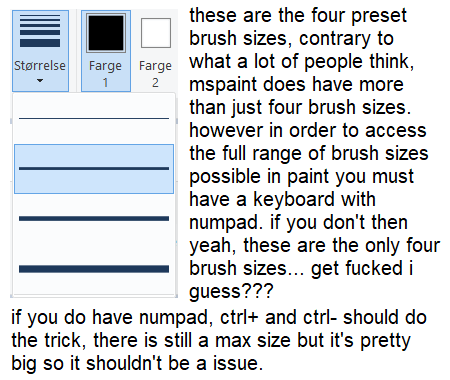 Størrelse
Farge
1
Farge
2
these are the four preset
brush sizes, contrary to
what a lot of people think,
mspaint does have more
than just four brush sizes.
however in order to access
the full range of brush sizes
possible in paint you must
have a keyboard with
numpad. if you don't then
yeah, these are the only four
brush sizes... get fucked i
guess???
if you do have numpad, ctrl+ and ctrl- should do
the trick, there is still a max size but it's pretty
big so it shouldn't be a issue.